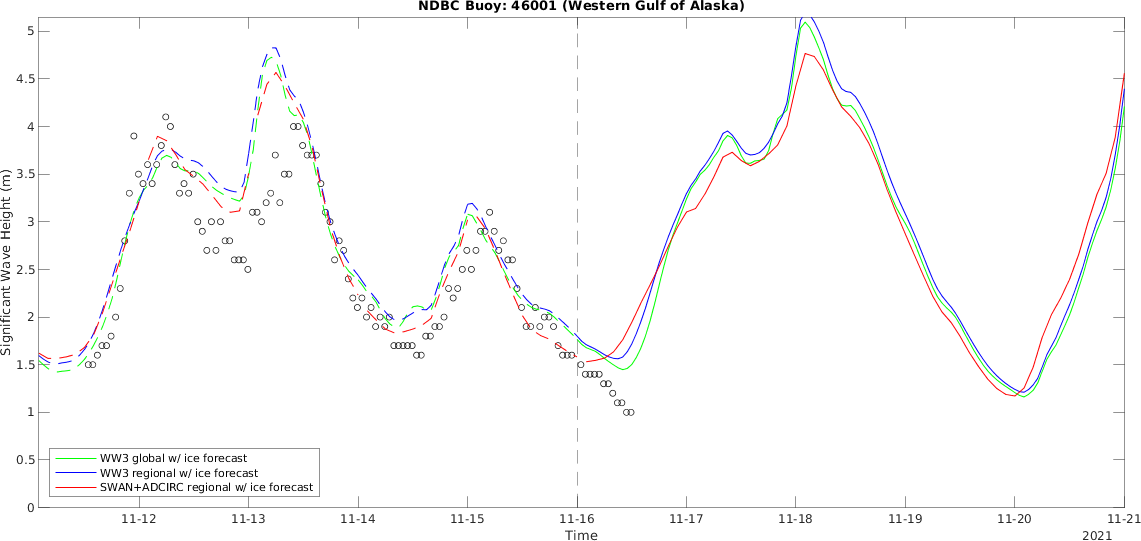 NDBC Buoy: 46001 (Western Gulf of Alaska)
Significant Wave Height (m)
5
4.5
4
3.5
3
2.5
2
1.5
1
0.5
0
WW3 global w/ ice forecast
WW3 regional w/ ice forecast
SWAN+ADCIRC regional w/ ice forecast
11-12 11-13 11-14 11-15 11-16 11-17 11-18 11-19 11-20 11-21
Time
2021